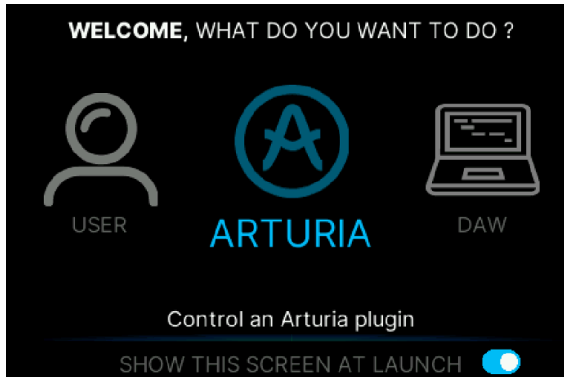 WELCOME, WHAT DO YOU WANT TO DO ?
USER
ARTURIA
DAW
Control an Arturia plugin
SHOW THIS SCREEN AT LAUNCH